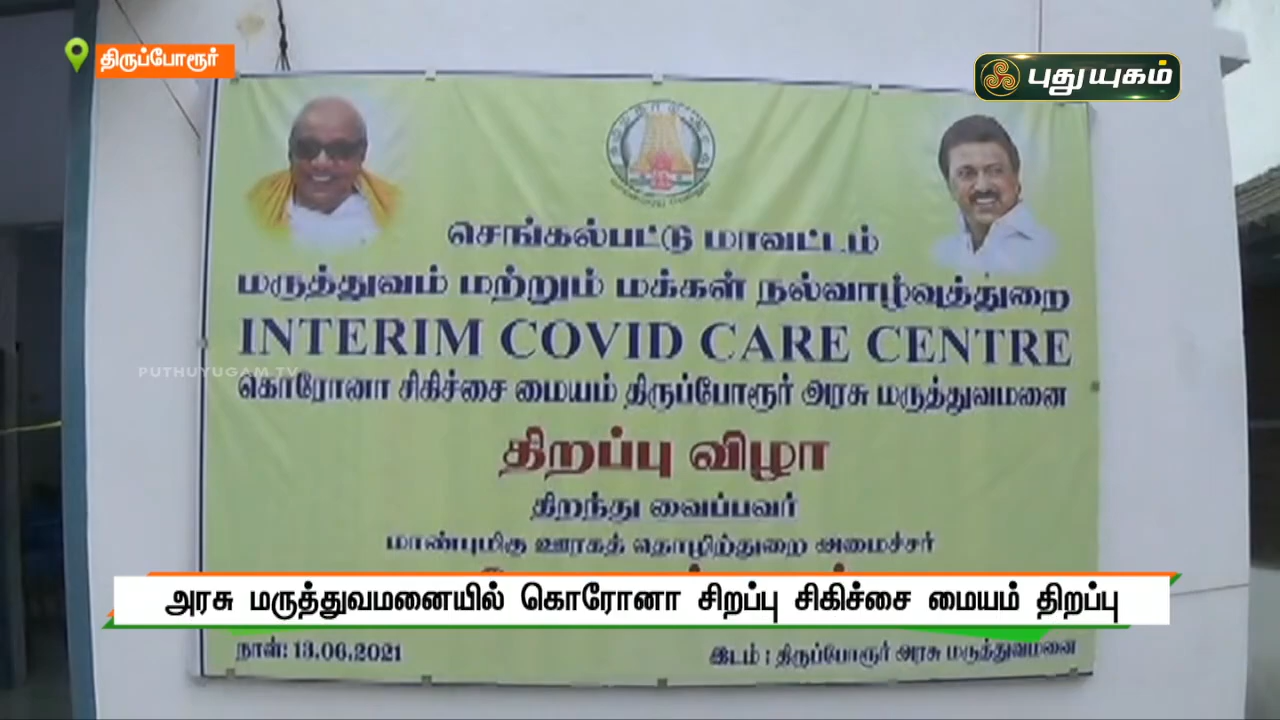 திருப்போரூர்
புதுயுகம்
செங்கல்பட்டு மாவட்டம்
மருத்துவம் மற்றும் மக்கள் நல்வாழ்வுத்துறை
INTERIM COVID CARE CENTRE
PUTHUYUGAM TV
கொரோனா சிகிச்சை மையம் திருப்போரூர் அரசு மருத்துவமனை
திறப்பு விழா
திறந்து வைப்பவர்
மாண்புமிகு ஊரகத் தொழிற்துறை அமைச்சர்
அரசு மருத்துவமனையில் கொரோனா சிறப்பு சிகிச்சை மையம் திறப்பு
நாள்: 13.06.2021
இடம் : திருப்போரூர் அரசு மருத்துவமனை